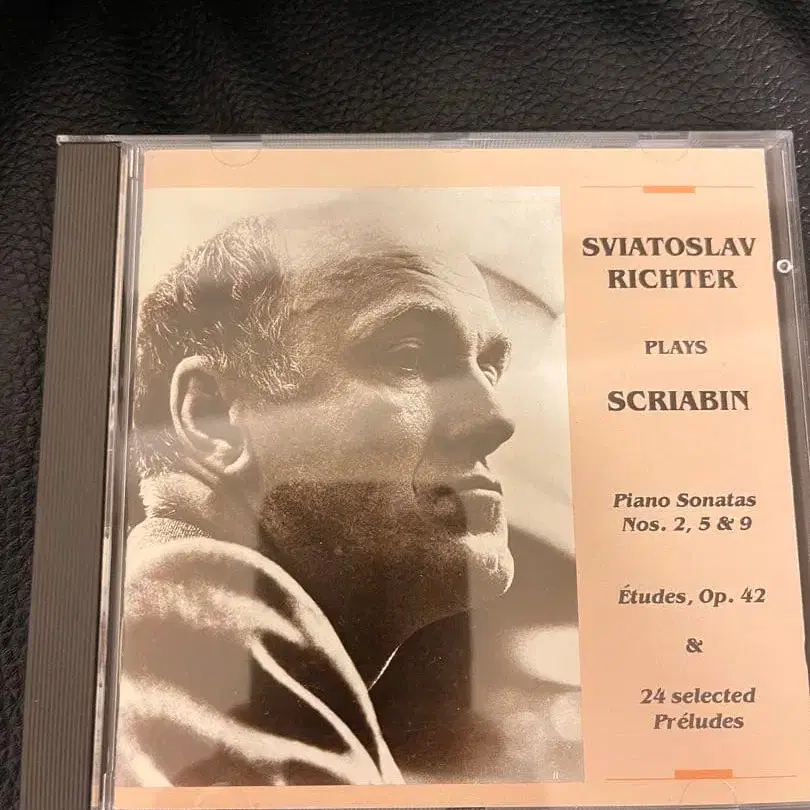 SVIATOSLAV
RICHTER
PLAYS
SCRIABIN
Piano Sonatas
Nos. 2, 5 & 9
Études, Op. 42
&
24 selected
Préludes